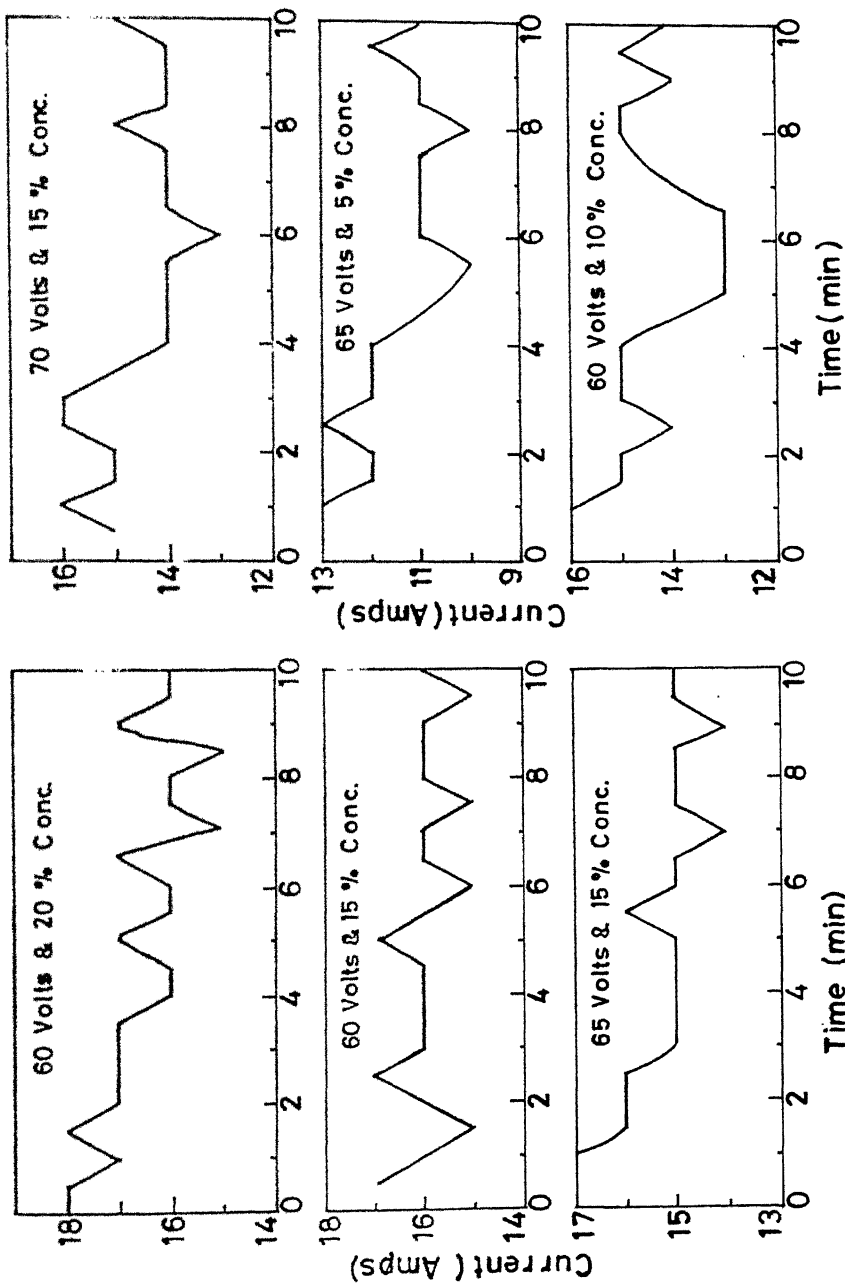 60 Volts & 20 % Conc.
18
16
14
0 2 4 6 8 10
60 Volts & 15 % Conc.
18
16
14
0 2 4 6 8 10
65 Volts & 15 % Conc.
17
15
13
0 2 4 6 8 10
Current ( Amps)
Time (min)
70 Volts & 15 % Conc.
16
14
12
0 2 4 6 8 10
65 Volts & 5% Conc.
13
11
9
0 2 4 6 8 10
60 Volts & 10% Conc.
16
14
12
0 2 4 6 8 10
Current (Amps)
Time (min)